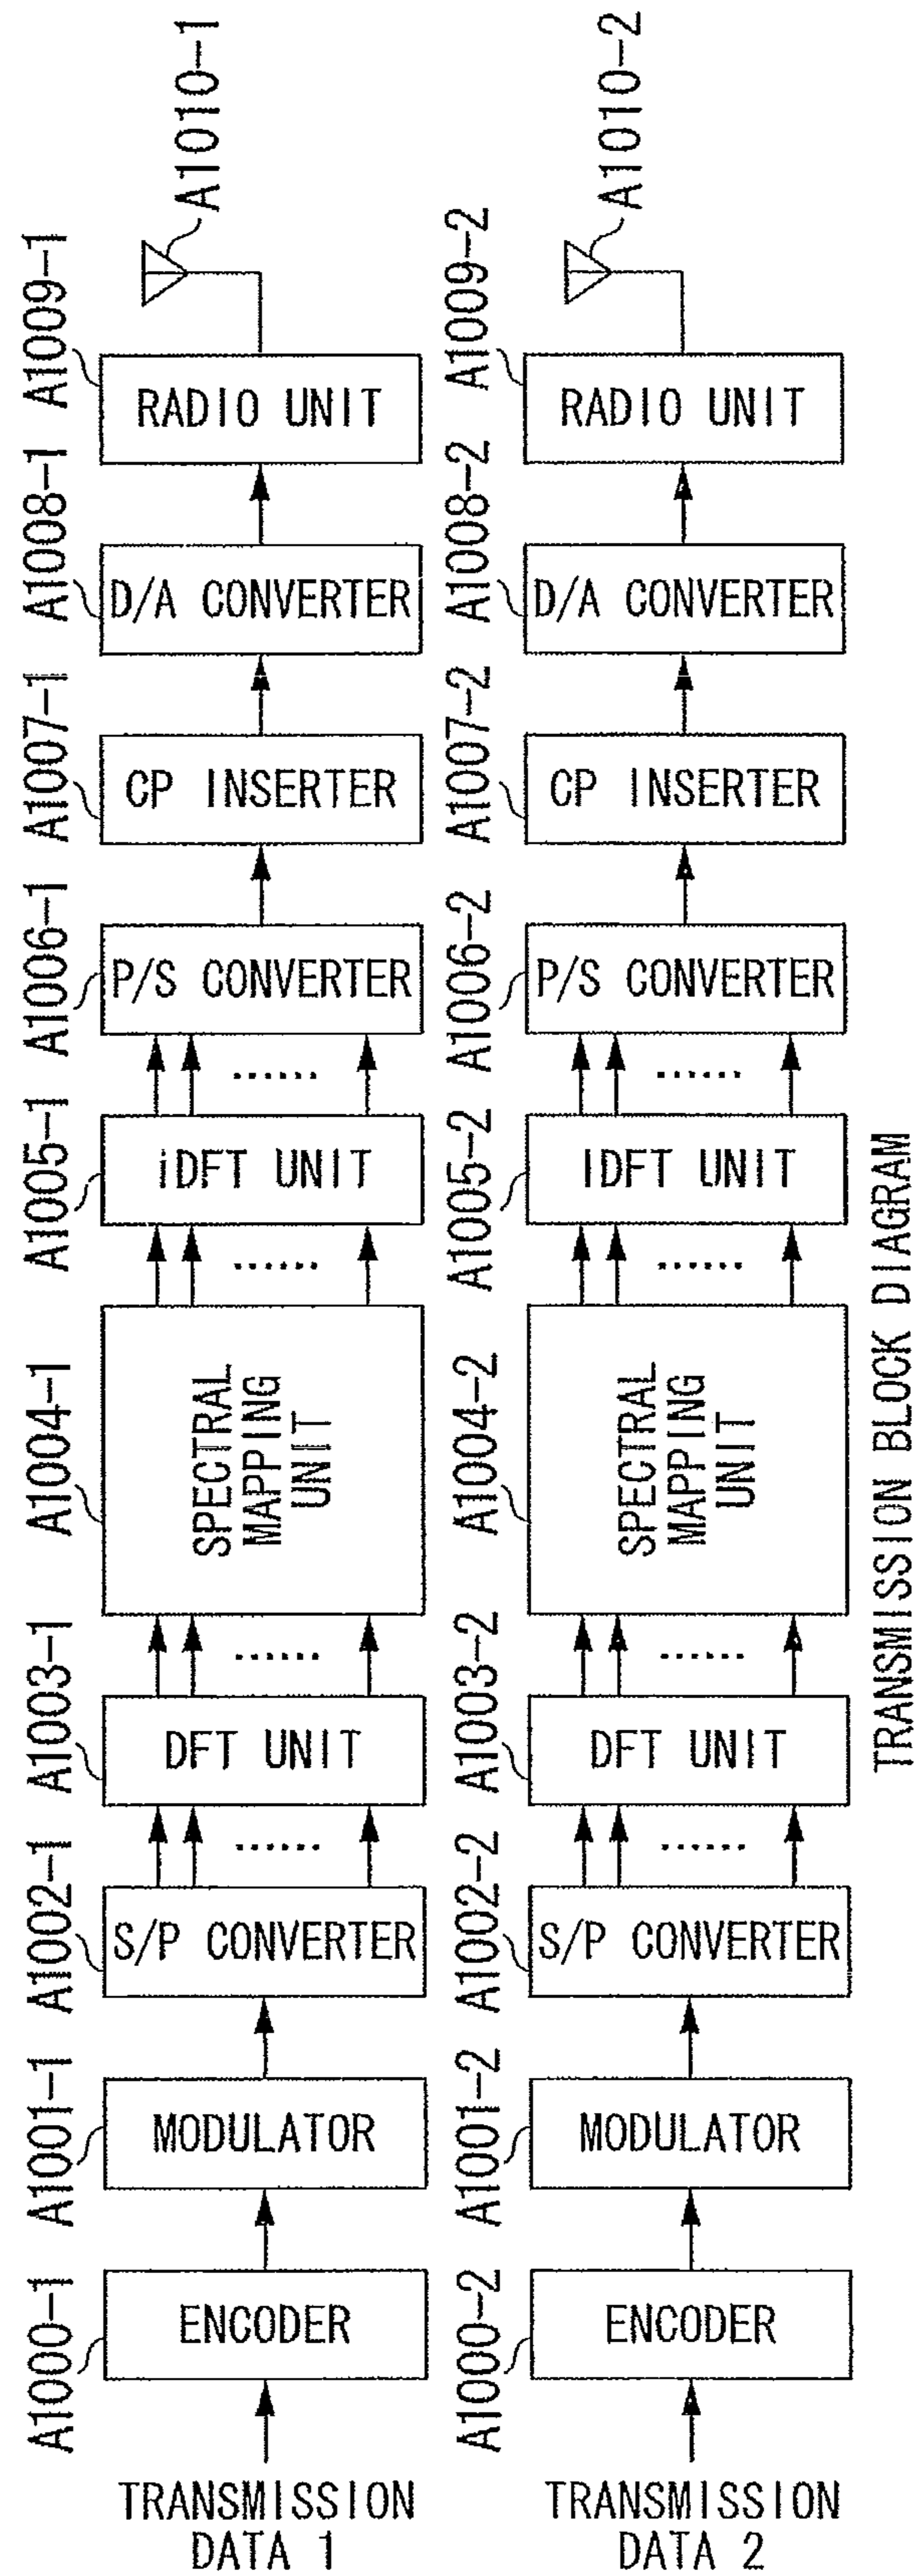 A1010-1
A1009-1
RADIO UNIT
A1008-1
D/A CONVERTER
A1007-1
CP INSERTER
A1006-1
P/S CONVERTER
A1005-1
iDFT UNIT
A1004-1
SPECTRAL
MAPPING
UNIT
A1003-1
DFT UNIT
A1002-1
S/P CONVERTER
A1001-1
MODULATOR
A1000-1
ENCODER
TRANSMISSION
DATA 1
A1010-2
A1009-2
RADIO UNIT
A1008-2
D/A CONVERTER
A1007-2
CP INSERTER
A1006-2
P/S CONVERTER
A1005-2
IDFT UNIT
A1004-2
SPECTRAL
MAPPING
UNIT
A1003-2
DFT UNIT
A1002-2
S/P CONVERTER
A1001-2
MODULATOR
A1000-2
ENCODER
TRANSMISSION
DATA 2
TRANSMISSION BLOCK DIAGRAM